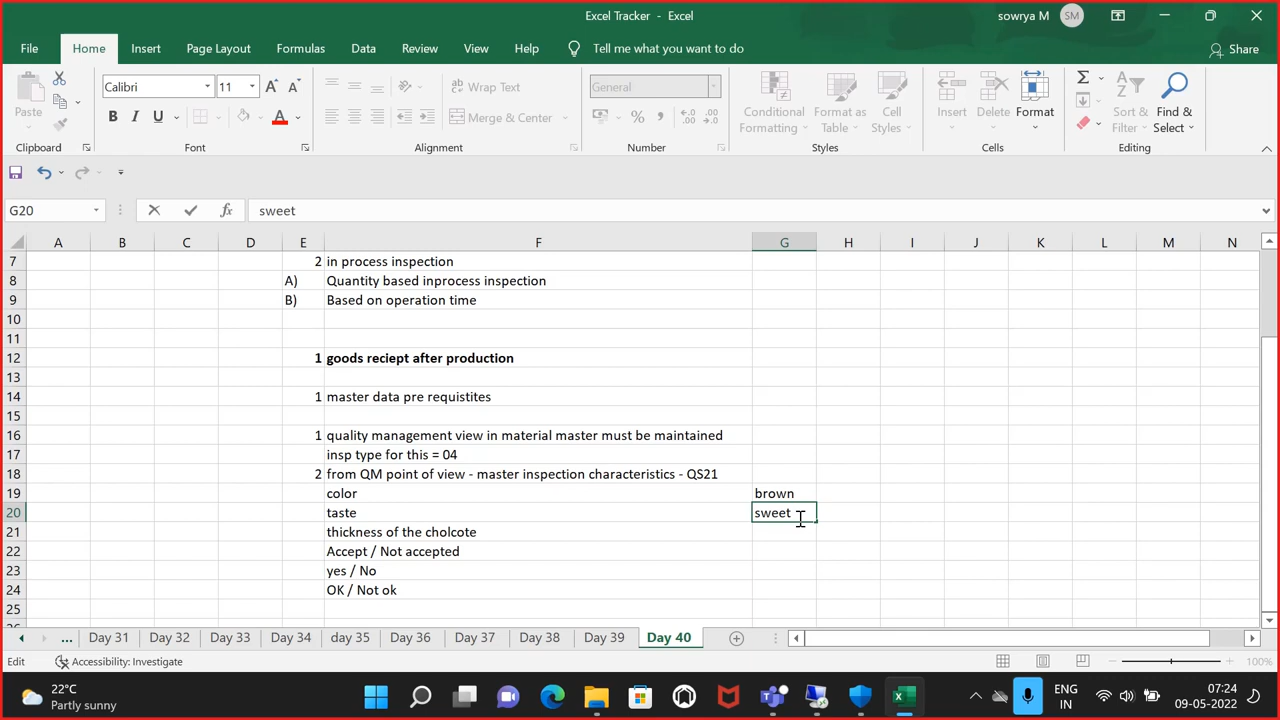 Excel Tracker - Excel
sowrya M SM
File Home Insert Page Layout Formulas Data Review View Help Tell me what you want to do Share
Paste
Calibri 11
B I U A
Wrap Text
Merge & Center
General
% ,
Conditional Formatting
Format as Table
Cell Styles
Insert Delete Format
Sort & Filter
Find & Select
Clipboard Font Alignment Number Styles Cells Editing
G20 fx sweet
A B C D E F G H I J K L M N
7 2 in process inspection
8 A) Quantity based inprocess inspection
9 B) Based on operation time
10
11
12 1 goods reciept after production
13
14 1 master data pre requistites
15
16 1 quality management view in material master must be maintained
17 insp type for this = 04
18 2 from QM point of view - master inspection characteristics - QS21
19 color brown
20 taste sweet
21 thickness of the cholcote
22 Accept / Not accepted
23 yes / No
24 OK / Not ok
25
... Day 31 Day 32 Day 33 Day 34 day 35 Day 36 Day 37 Day 38 Day 39 Day 40
Edit Accessibility: Investigate 100%
22°C
Partly sunny
ENG
IN
07:24
09-05-2022